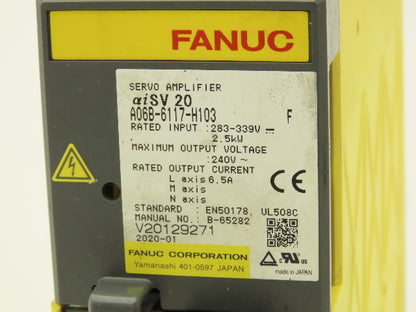 FANUC
SERVO AMPLIFIER
αiSV 20
A06B-6117-H103 F
RATED INPUT :283-339V
2.5kW
MAXIMUM OUTPUT VOLTAGE
:240V~
RATED OUTPUT CURRENT
L axis 6.5A
M axis
N axis
CE
STANDARD : EN50178, UL508C
MANUAL NO.: B-65282
V20129271
2020-01
FANUC CORPORATION
Yamanashi 401-0597 JAPAN
c UL US
made in JAPAN